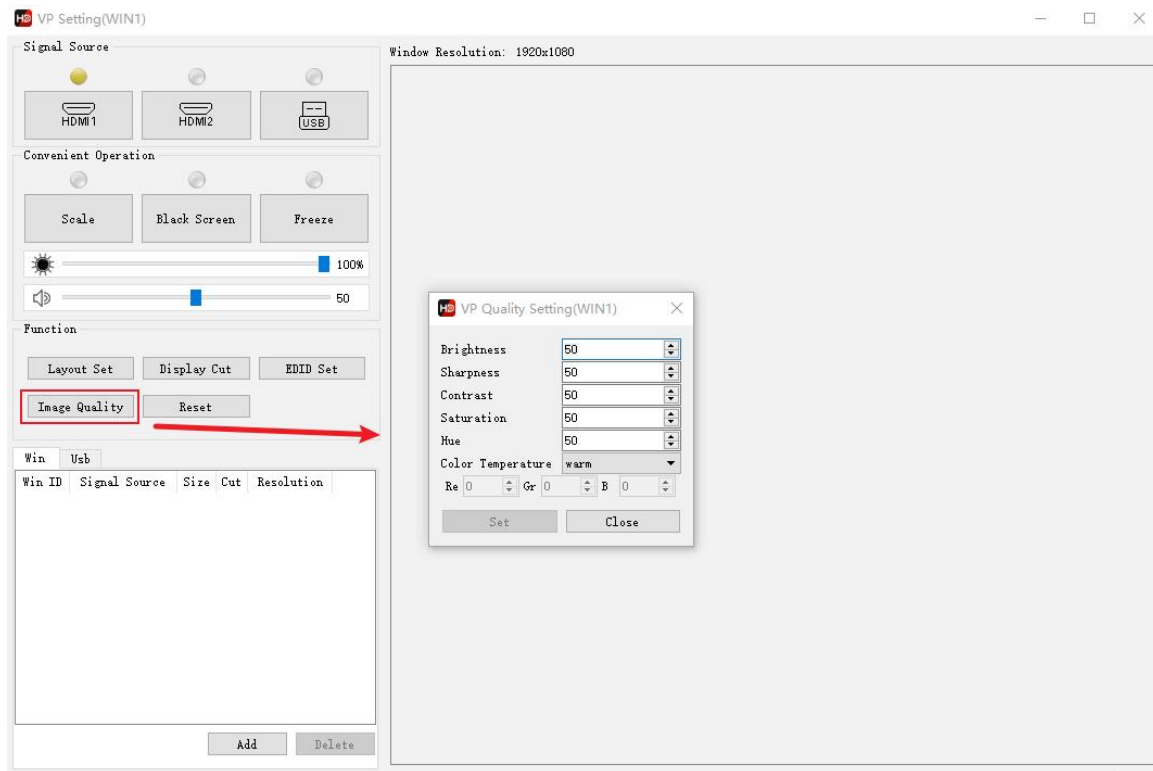 HD VP Setting(WIN1)
Signal Source
HDMI1 HDMI2 USB
Convenient Operation
Scale Black Screen Freeze
100%
50
Function
Layout Set Display Cut EDID Set
Image Quality Reset
Win Usb
Win ID Signal Source Size Cut Resolution
Add Delete
Window Resolution: 1920x1080
HD VP Quality Setting(WIN1)
Brightness 50
Sharpness 50
Contrast 50
Saturation 50
Hue 50
Color Temperature warm
Re 0 Gr 0 B 0
Set Close